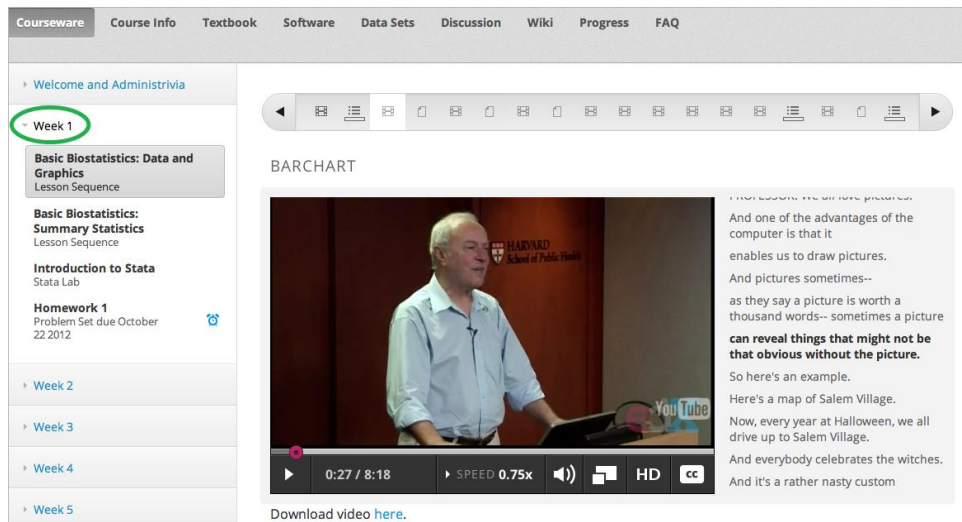 Courseware Course Info Textbook Software Data Sets Discussion Wiki Progress FAQ
Welcome and Administrivia
Week 1
Basic Biostatistics: Data and
Graphics
Lesson Sequence
Basic Biostatistics:
Summary Statistics
Lesson Sequence
Introduction to Stata
Stata Lab
Homework 1
Problem Set due October
22 2012
Week 2
Week 3
Week 4
Week 5
BARCHART
HARVARD
School of Public Health
You Tube
0:27 / 8:18 SPEED 0.75x HD cc
Download video here.
PROFESSOR: We all love pictures.
And one of the advantages of the
computer is that it
enables us to draw pictures.
And pictures sometimes--
as they say a picture is worth a
thousand words-- sometimes a picture
can reveal things that might not be
that obvious without the picture.
So here's an example.
Here's a map of Salem Village.
Now, every year at Halloween, we all
drive up to Salem Village.
And everybody celebrates the witches.
And it's a rather nasty custom